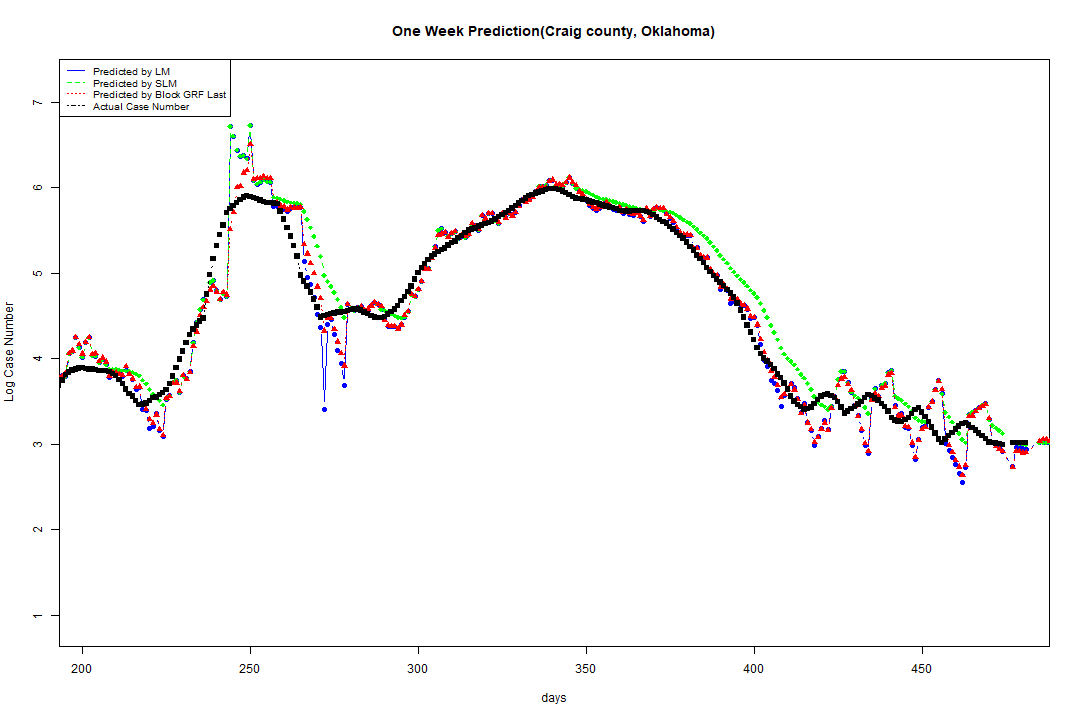 One Week Prediction(Craig county, Oklahoma)
Predicted by LM
Predicted by SLM
Predicted by Block GRF Last
Actual Case Number
7
6
5
4
3
2
1
Log Case Number
200 250 300 350 400 450
days